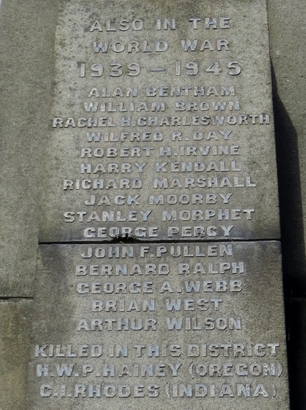 ALSO IN THE
WORLD WAR
1939 — 1945
ALAN BENTHAM
WILLIAM BROWN
RACHEL H. CHARLESWORTH
WILFRED R. DAY
ROBERT H. IRVINE
HARRY KENDALL
RICHARD MARSHALL
JACK MOORBY
STANLEY MORPHET
GEORGE PERCY
JOHN F. PULLEN
BERNARD RALPH
GEORGE A. WEBB
BRIAN WEST
ARTHUR WILSON
KILLED IN THIS DISTRICT
H. W. P. HAINEY (OREGON)
C. I. RHODES (INDIANA)